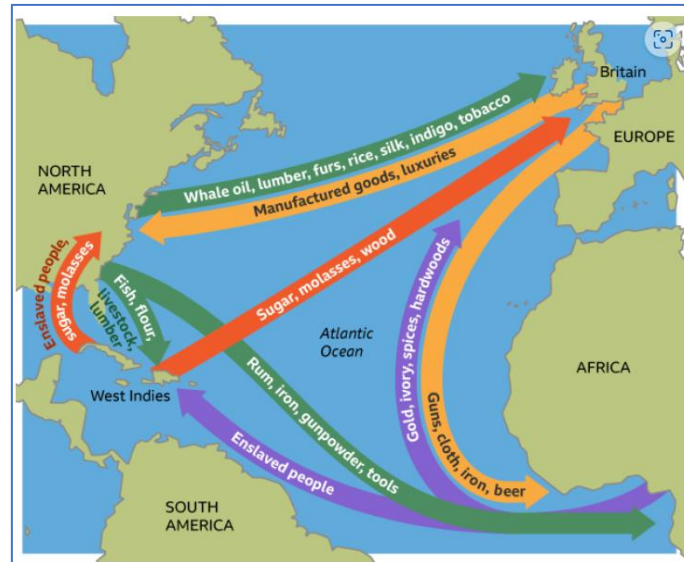 Britain
EUROPE
NORTH
AMERICA
Whale oil, lumber, furs, rice, silk, indigo, tobacco
Manufactured goods, luxuries
Enslaved people,
sugar, molasses
Fish, flour,
livestock,
lumber
Sugar, molasses, wood
Gold, ivory, spices, hardwoods
Atlantic
Ocean
AFRICA
West Indies
Rum, iron, gunpowder, tools
Guns, cloth, iron, beer
Enslaved people
SOUTH
AMERICA